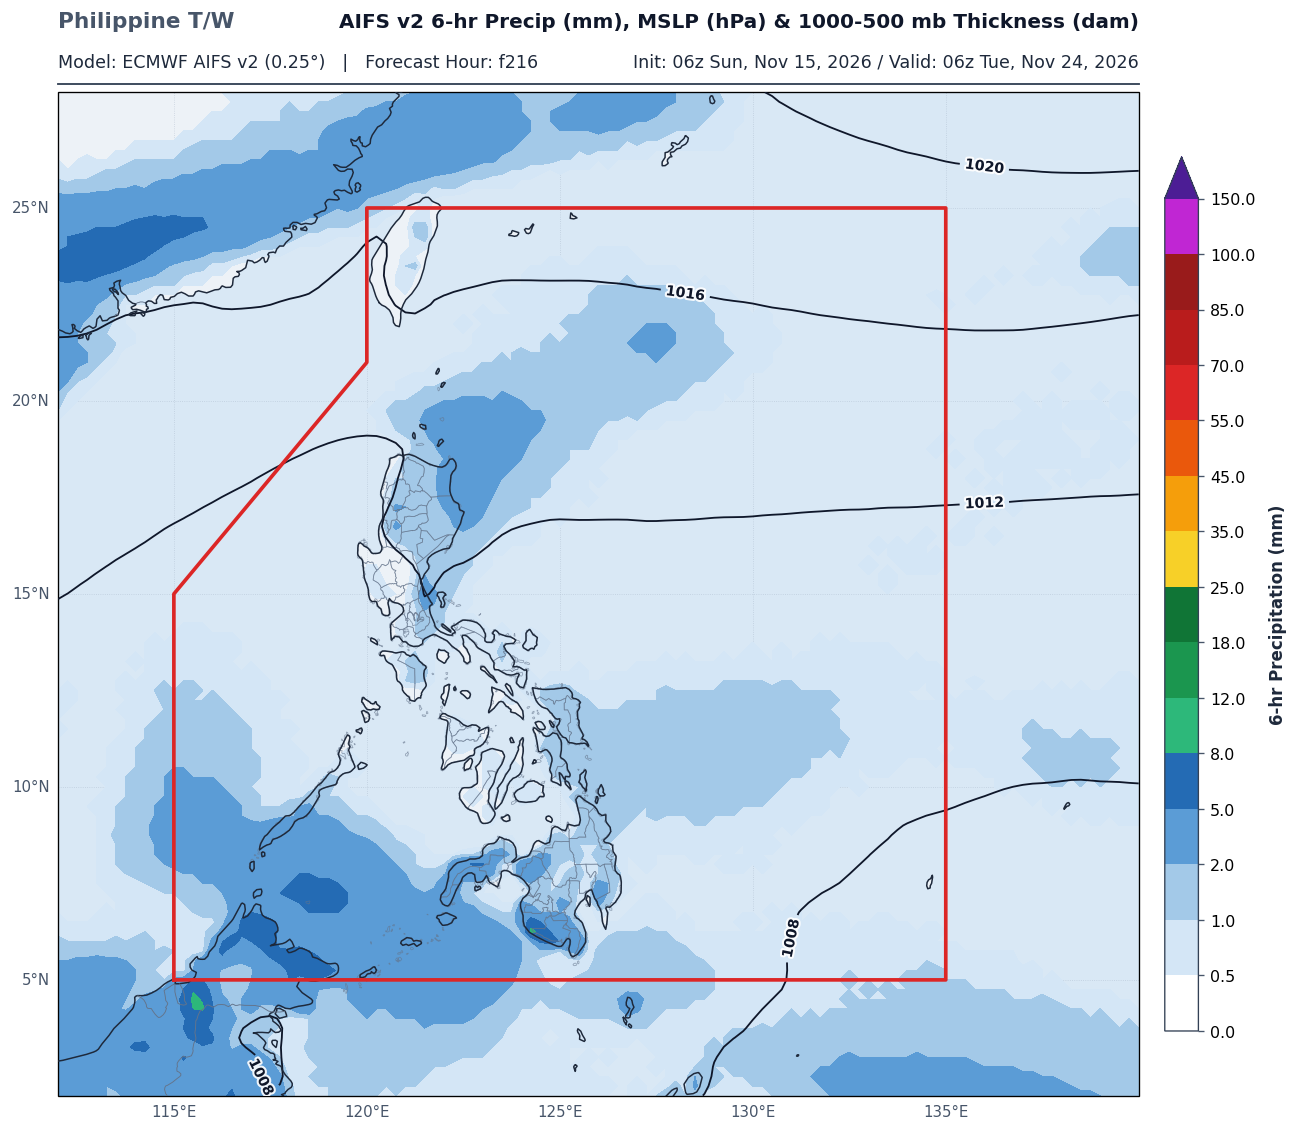 Philippine T/W
AIFS v2 6-hr Precip (mm), MSLP (hPa) & 1000-500 mb Thickness (dam)
Model: ECMWF AIFS v2 (0.25°) | Forecast Hour: f216
Init: 06z Sun, Nov 15, 2026 / Valid: 06z Tue, Nov 24, 2026
1020
1016
1012
1008
1008
25°N
20°N
15°N
10°N
5°N
115°E
120°E
125°E
130°E
135°E
150.0
100.0
85.0
70.0
55.0
45.0
35.0
25.0
18.0
12.0
8.0
5.0
2.0
1.0
0.5
0.0
6-hr Precipitation (mm)